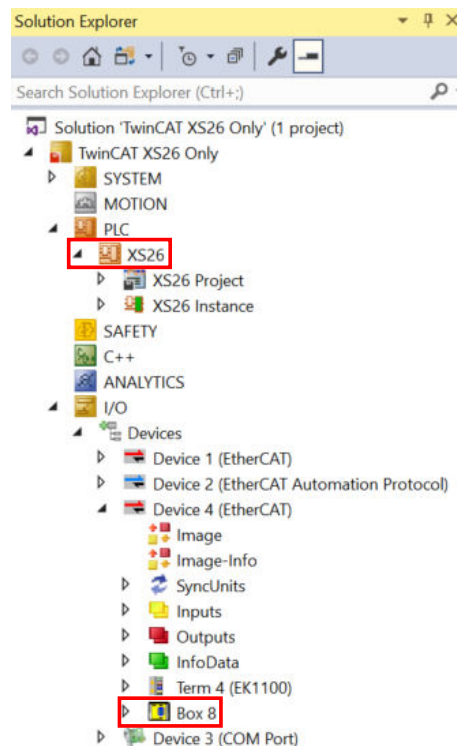 Solution Explorer
Search Solution Explorer (Ctrl+;)
Solution 'TwinCAT XS26 Only' (1 project)
TwinCAT XS26 Only
SYSTEM
MOTION
PLC
XS26
XS26 Project
XS26 Instance
SAFETY
C++
ANALYTICS
I/O
Devices
Device 1 (EtherCAT)
Device 2 (EtherCAT Automation Protocol)
Device 4 (EtherCAT)
Image
Image-Info
SyncUnits
Inputs
Outputs
InfoData
Term 4 (EK1100)
Box 8
Device 3 (COM Port)